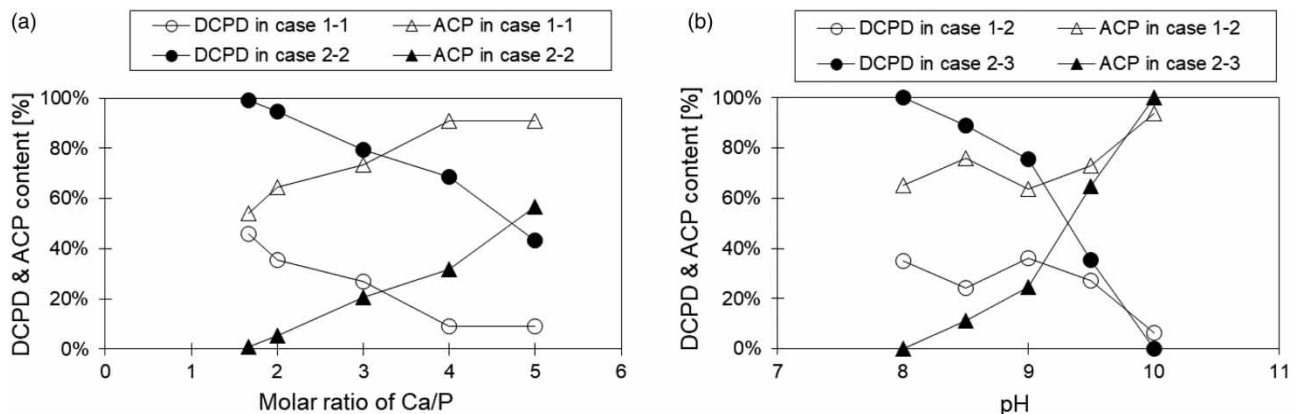 (a)
DCPD in case 1-1 ACP in case 1-1
DCPD in case 2-2 ACP in case 2-2
DCPD & ACP content [%]
100%
80%
60%
40%
20%
0%
0 1 2 3 4 5 6
Molar ratio of Ca/P
(b)
DCPD in case 1-2 ACP in case 1-2
DCPD in case 2-3 ACP in case 2-3
DCPD & ACP content [%]
100%
80%
60%
40%
20%
0%
7 8 9 10 11
pH